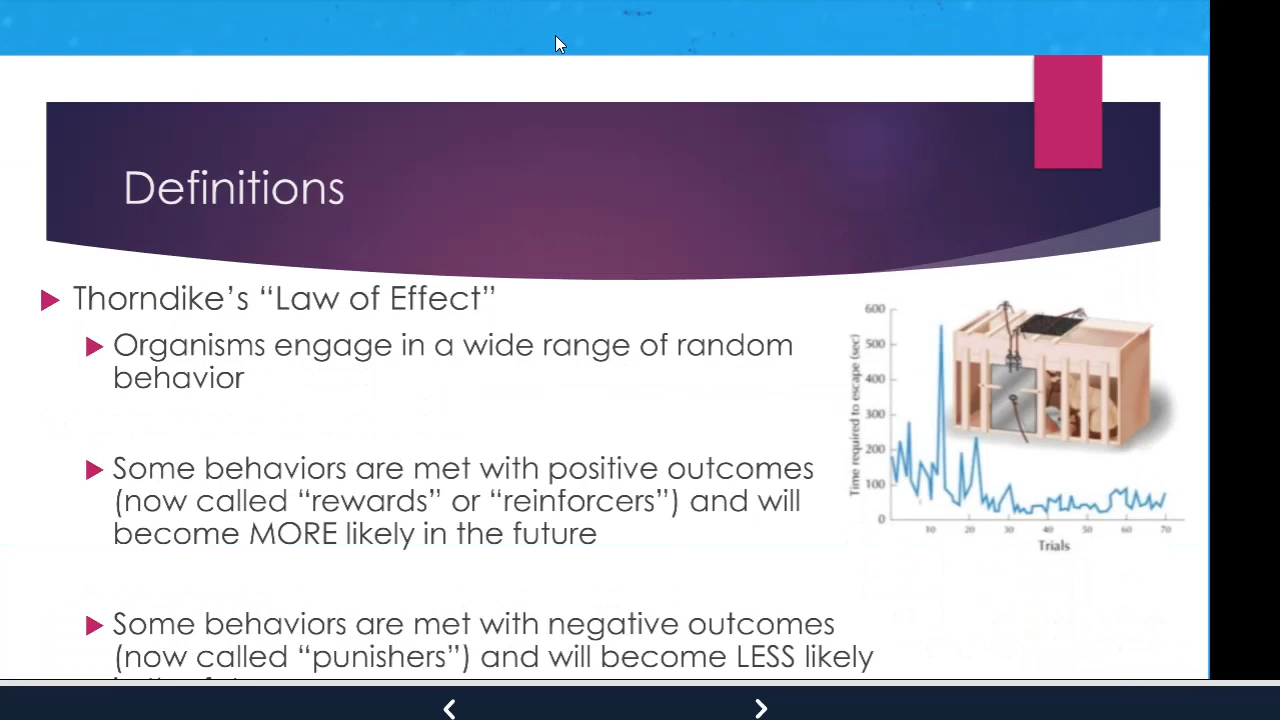 Definitions
Thorndike’s “Law of Effect”
Organisms engage in a wide range of random
behavior
Some behaviors are met with positive outcomes
(now called “rewards” or “reinforcers”) and will
become MORE likely in the future
Some behaviors are met with negative outcomes
(now called “punishers”) and will become LESS likely
Time required to escape (sec)
600
500
400
300
200
100
0
10 20 30 40 50 60 70
Trials